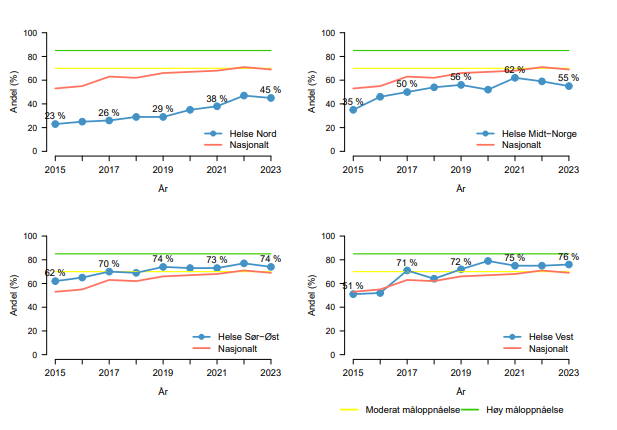 100
80
60
40
20
0
Andel (%)
23 %
26 %
29 %
38 %
45 %
Helse Nord
Nasjonalt
2015 2017 2019 2021 2023
År
100
80
60
40
20
0
Andel (%)
35 %
50 %
56 %
62 %
55 %
Helse Midt−Norge
Nasjonalt
2015 2017 2019 2021 2023
År
100
80
60
40
20
0
Andel (%)
62 %
70 %
74 %
73 %
74 %
Helse Sør−Øst
Nasjonalt
2015 2017 2019 2021 2023
År
100
80
60
40
20
0
Andel (%)
51 %
71 %
72 %
75 %
76 %
Helse Vest
Nasjonalt
2015 2017 2019 2021 2023
År
Moderat måloppnåelse Høy måloppnåelse